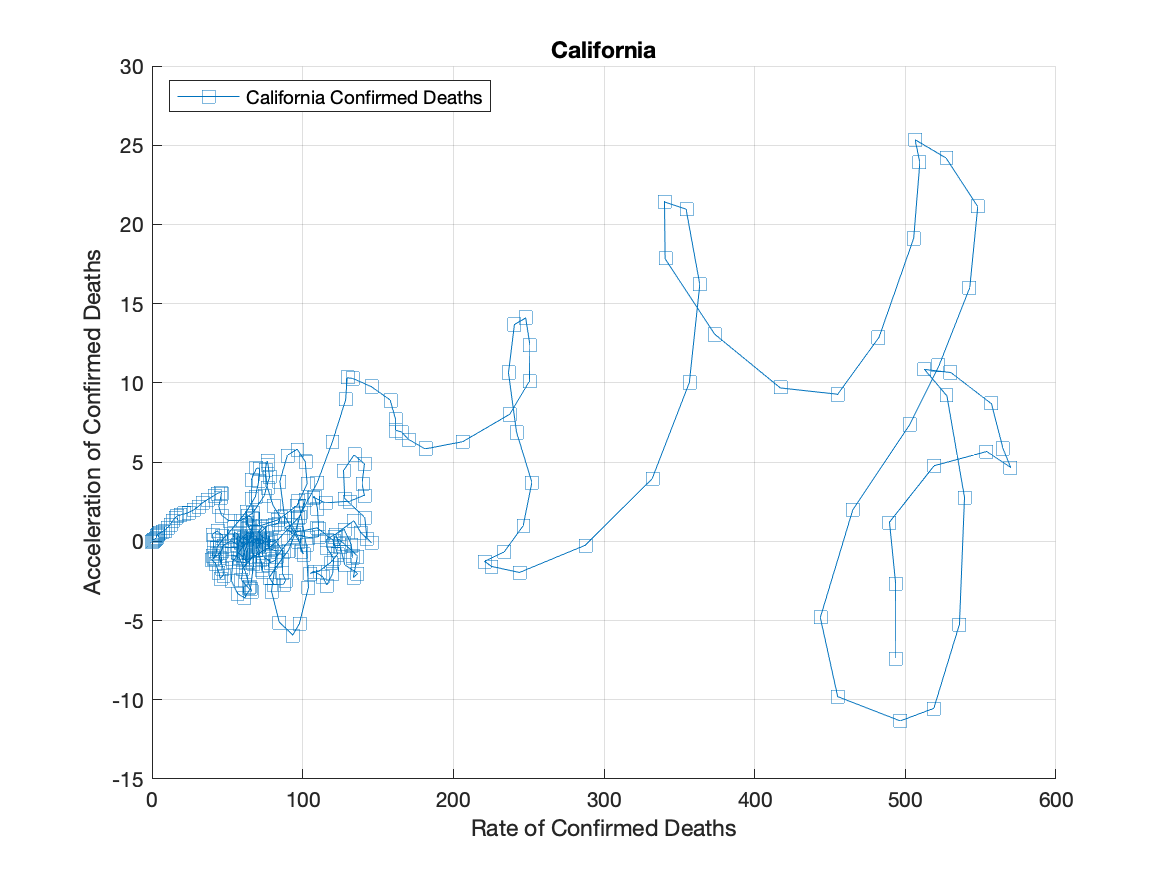 California
30
California Confirmed Deaths
25
20
15
10
5
0
-5
-10
-15
Acceleration of Confirmed Deaths
0 100 200 300 400 500 600
Rate of Confirmed Deaths